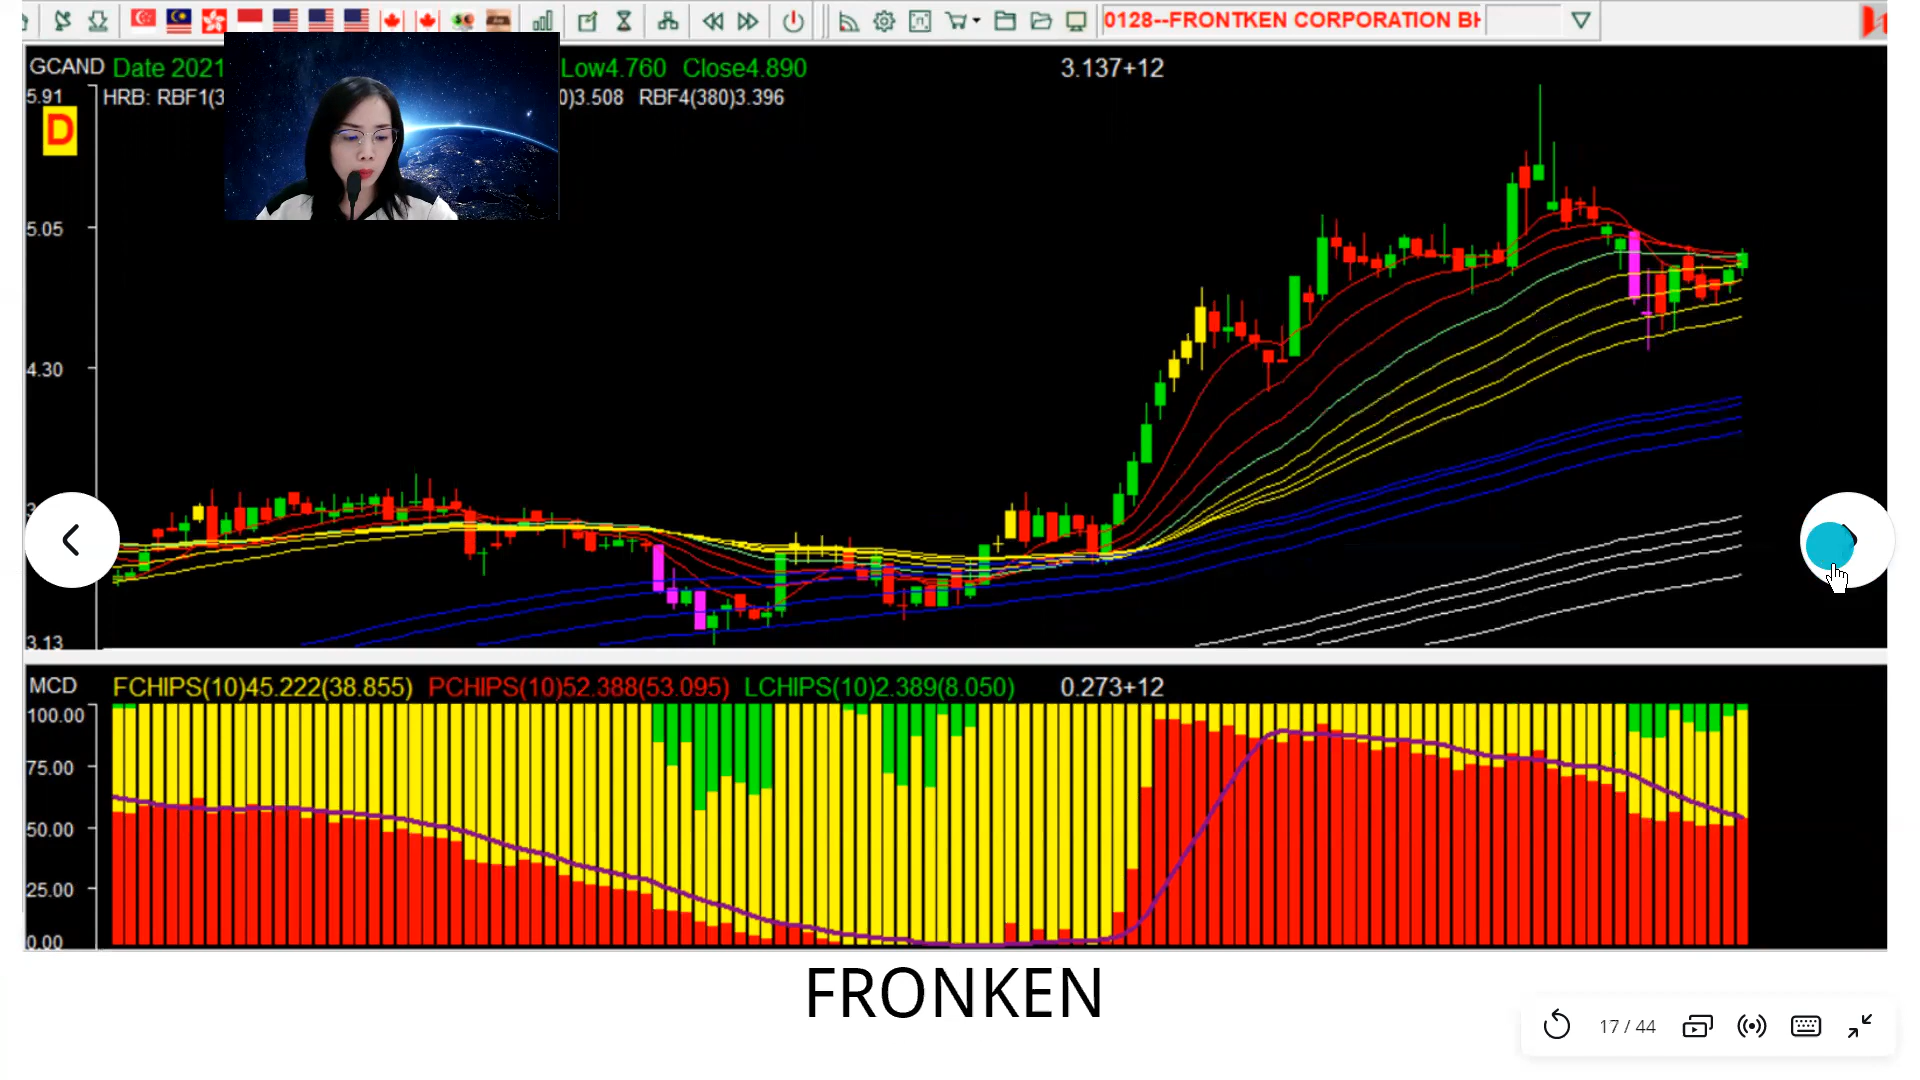 0128--FRONTKEN CORPORATION BH
GCAND Date 2021 Low4.760 Close4.890 3.137+12
5.91 HRB: RBF1(3 0)3.508 RBF4(380)3.396
D
5.05
4.30
3.13
MCD FCHIPS(10)45.222(38.855) PCHIPS(10)52.388(53.095) LCHIPS(10)2.389(8.050) 0.273+12
100.00
75.00
50.00
25.00
0.00
FRONKEN
17 / 44